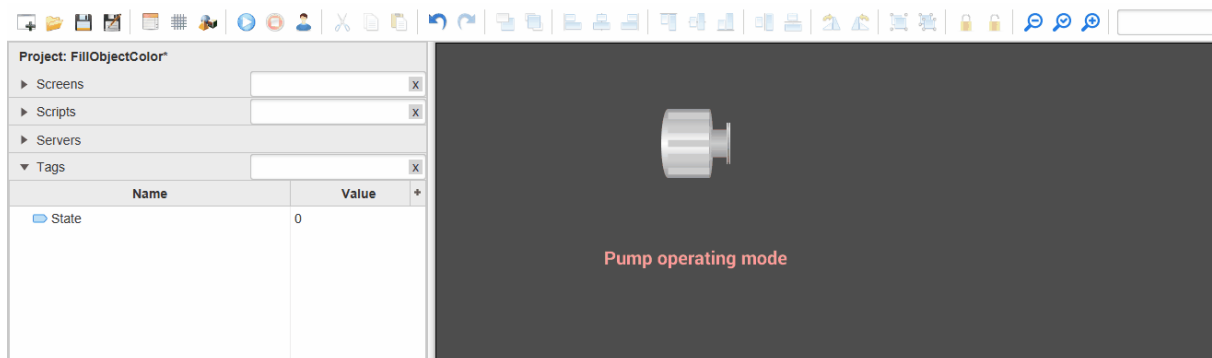 Project: FillObjectColor*
Screens
x
Scripts
x
Servers
Tags
x
Name Value +
State 0
Pump operating mode